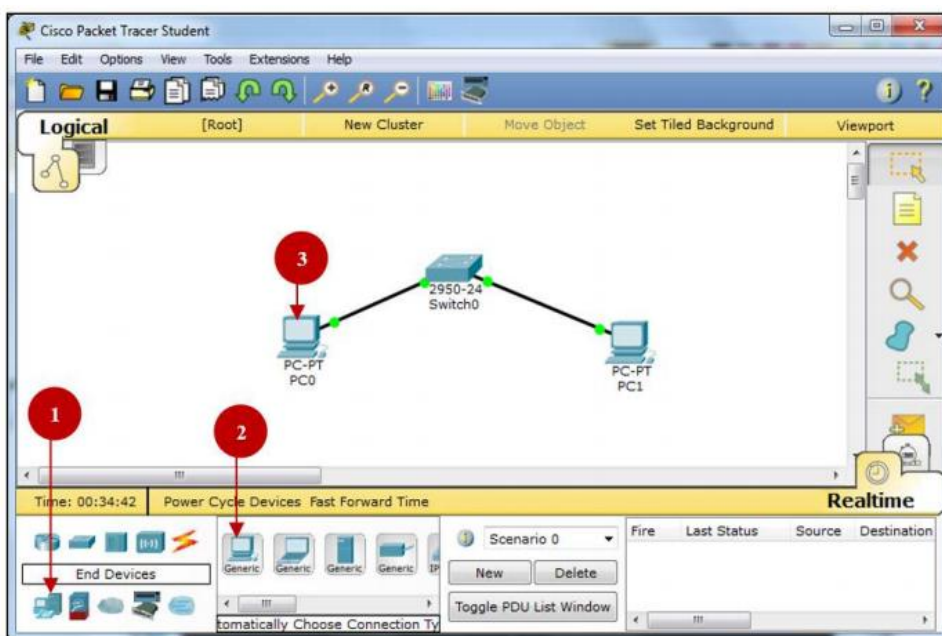 Cisco Packet Tracer Student
File Edit Options View Tools Extensions Help
Logical [Root] New Cluster Move Object Set Tiled Background Viewport
3
2950-24
Switch0
PC-PT
PC0
PC-PT
PC1
1
2
Time: 00:34:42 Power Cycle Devices Fast Forward Time Realtime
Scenario 0
Fire Last Status Source Destination
Generic Generic Generic Generic IP
End Devices
New Delete
Toggle PDU List Window
tomatically Choose Connection Ty